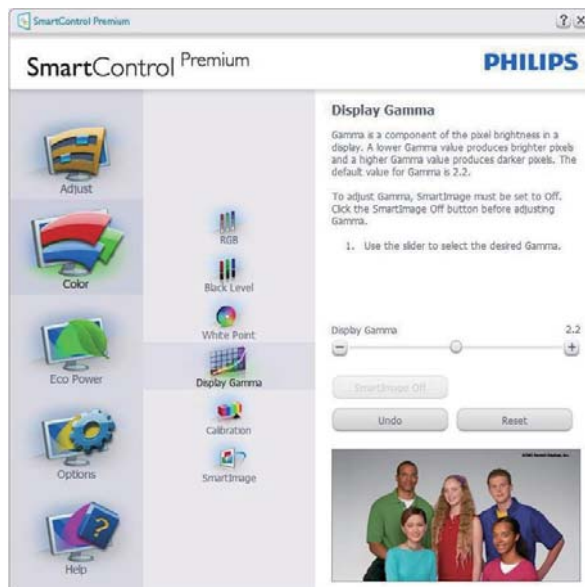 SmartControl Premium
? X
SmartControl Premium
PHILIPS
Adjust
Color
Eco Power
Options
Help
RGB
Black Level
White Point
Display Gamma
Calibration
SmartImage
Display Gamma
Gamma is a component of the pixel brightness in a
display. A lower Gamma value produces brighter pixels
and a higher Gamma value produces darker pixels. The
default value for Gamma is 2.2.
To adjust Gamma, SmartImage must be set to Off.
Click the SmartImage Off button before adjusting
Gamma.
1. Use the slider to select the desired Gamma.
Display Gamma 2.2
SmartImage Off
Undo Reset